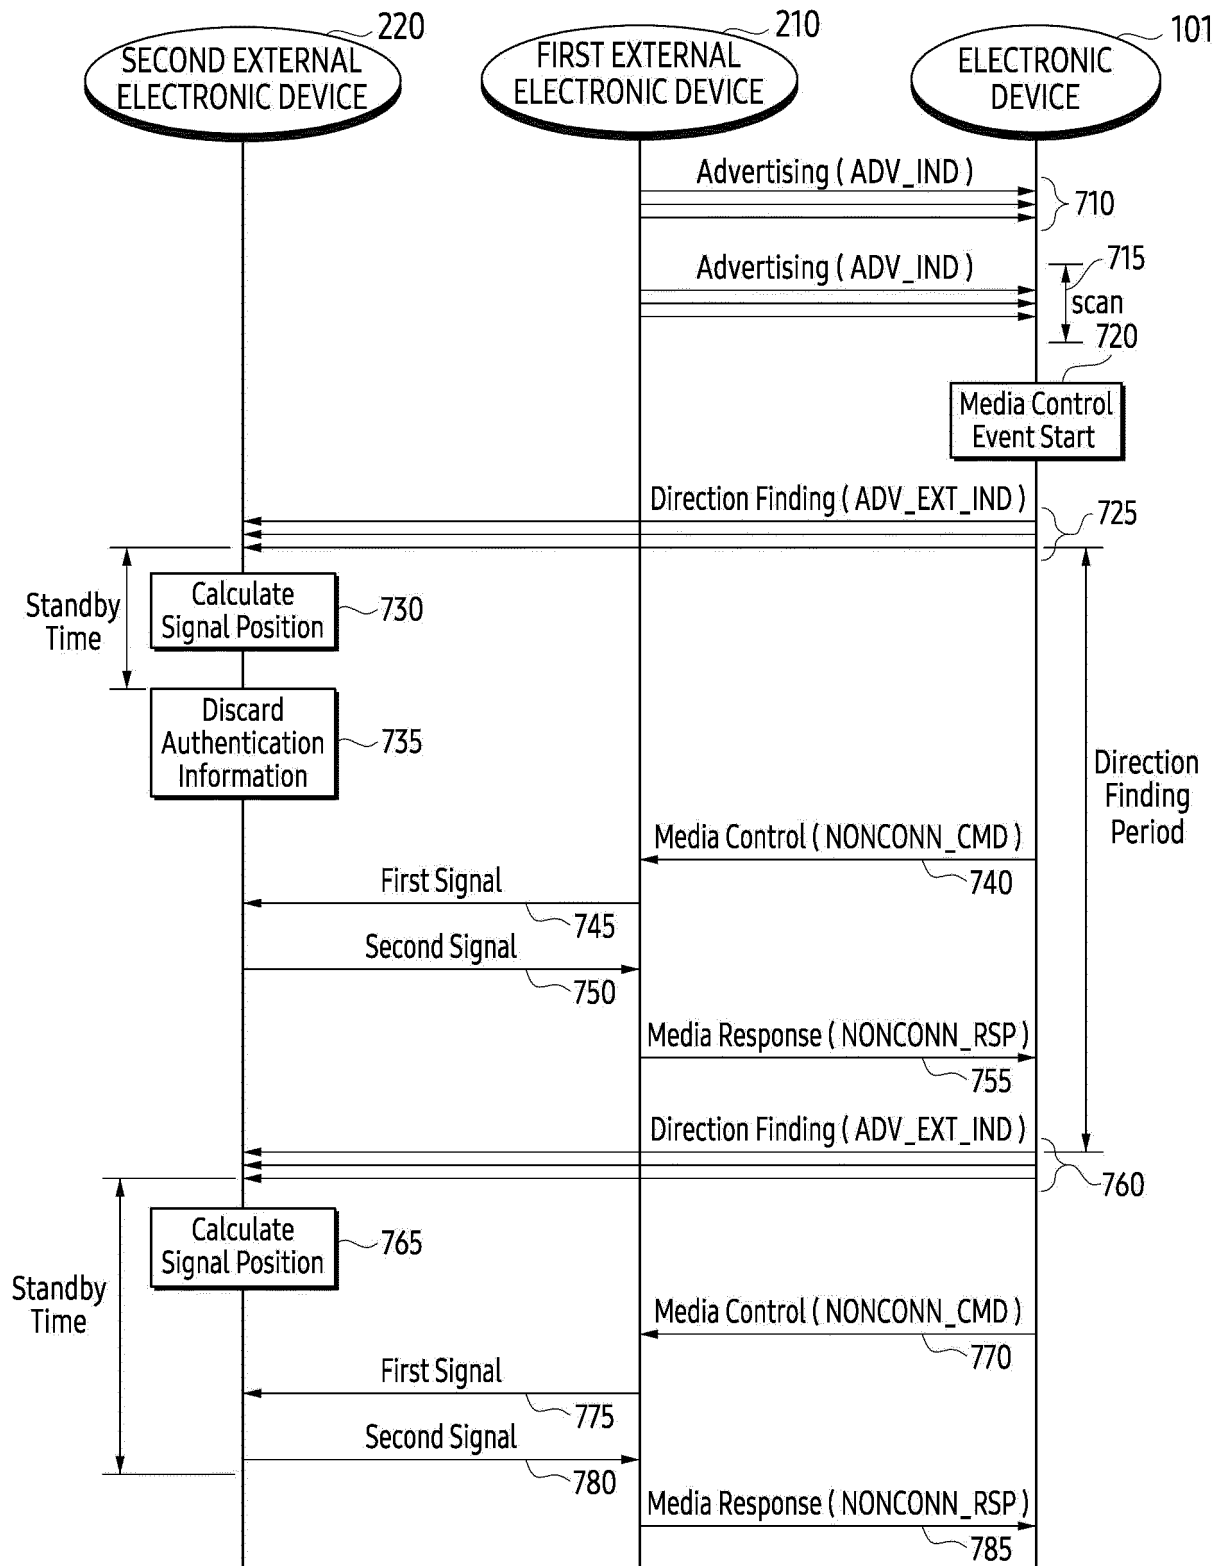 220
210
101
SECOND EXTERNAL
ELECTRONIC DEVICE
FIRST EXTERNAL
ELECTRONIC DEVICE
ELECTRONIC
DEVICE
Advertising ( ADV_IND )
710
Advertising ( ADV_IND )
715
scan
720
Media Control
Event Start
Direction Finding ( ADV_EXT_IND )
725
Standby
Time
Calculate
Signal Position
730
Discard
Authentication
Information
735
Direction
Finding
Period
Media Control ( NONCONN_CMD )
740
First Signal
745
Second Signal
750
Media Response ( NONCONN_RSP )
755
Direction Finding ( ADV_EXT_IND )
760
Calculate
Signal Position
765
Standby
Time
Media Control ( NONCONN_CMD )
770
First Signal
775
Second Signal
780
Media Response ( NONCONN_RSP )
785